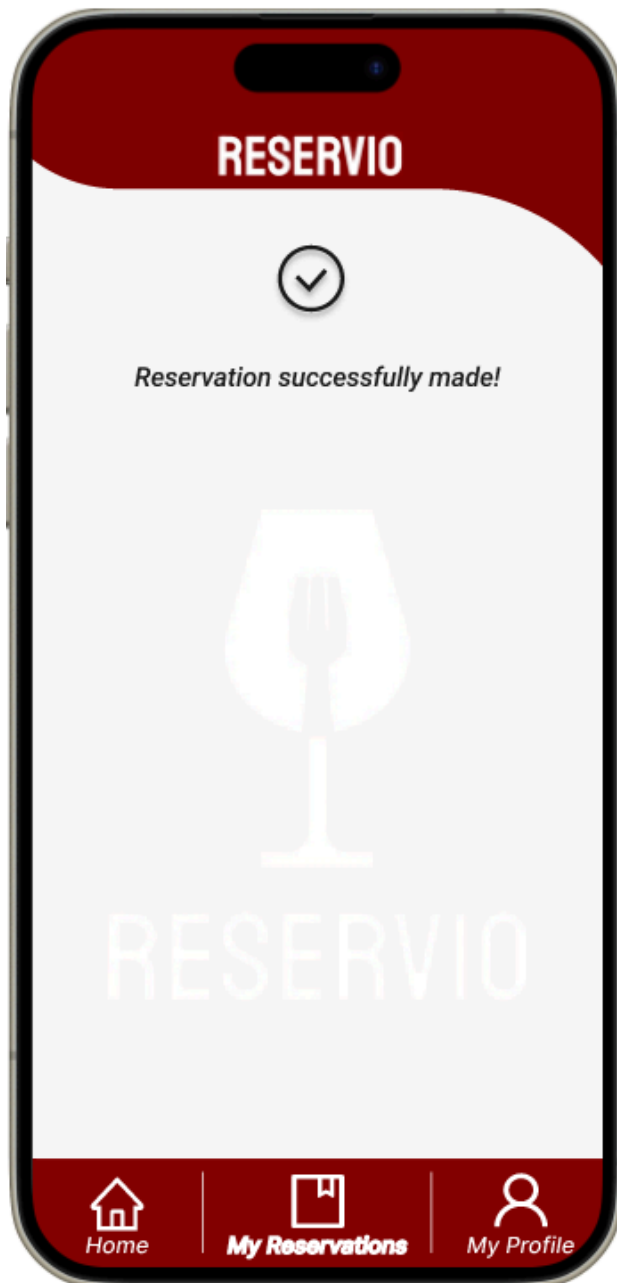 RESERVIO
Reservation successfully made!
RESERVIO
Home
My Reservations
My Profile